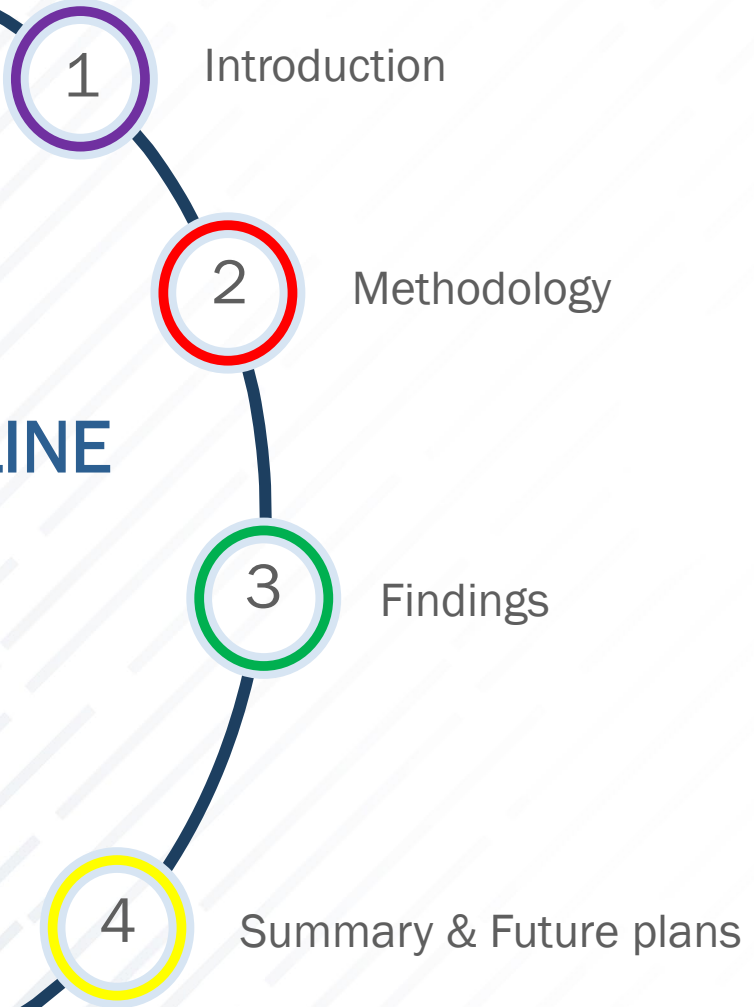 1 Introduction
2 Methodology
LINE
3 Findings
4 Summary & Future plans